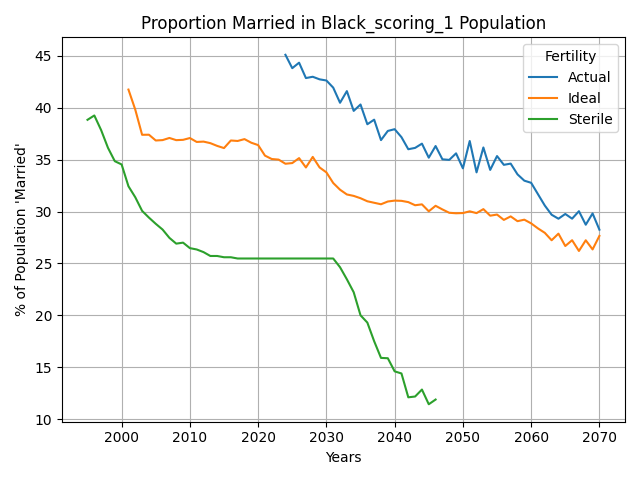 Proportion Married in Black_scoring_1 Population
% of Population 'Married'
45
40
35
30
25
20
15
10
Fertility
Actual
Ideal
Sterile
2000 2010 2020 2030 2040 2050 2060 2070
Years